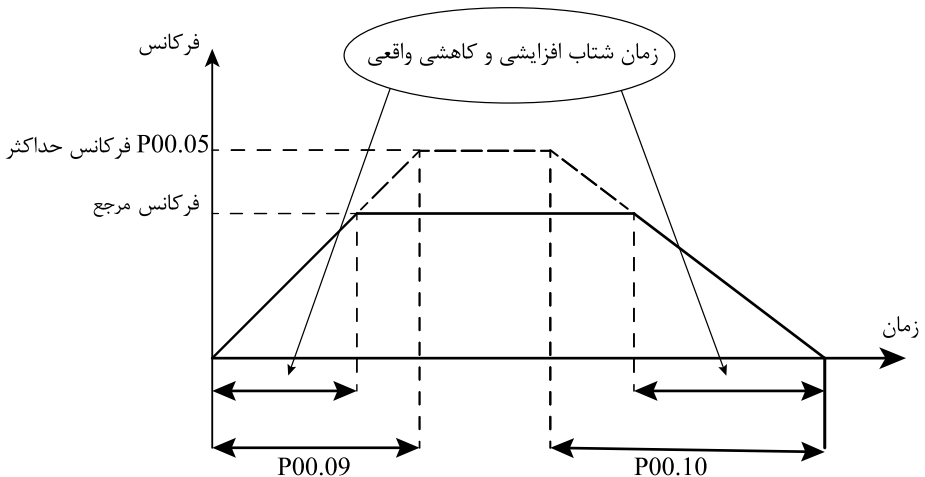 فرکانس
زمان شتاب افزایشی و کاهشی واقعی
فرکانس حداکثر P00.05
فرکانس مرجع
زمان
P00.09
P00.10